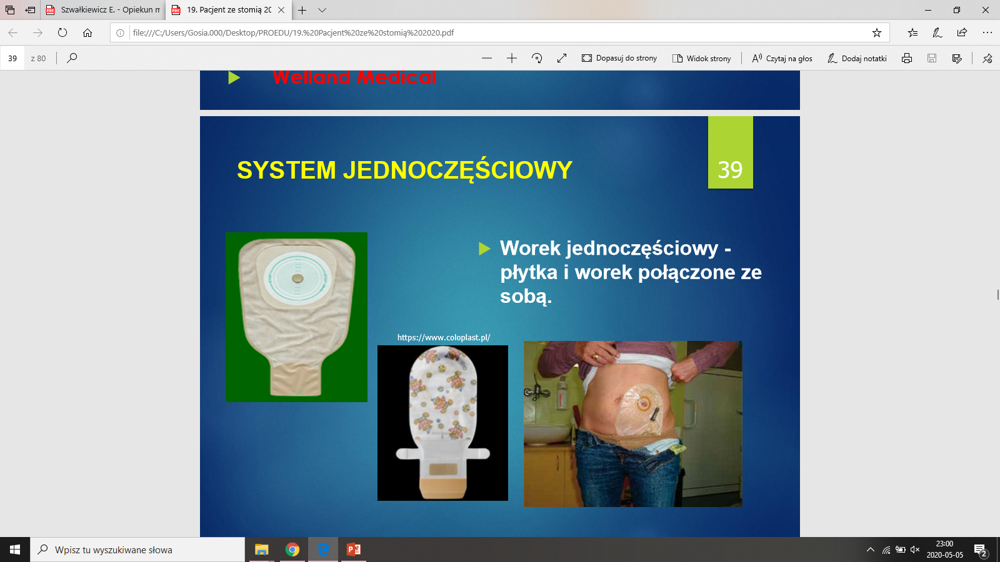 Szwałkiewicz E. - Opiekun m
19. Pacjent ze stomią 20
file:///C:/Users/Gosia.000/Desktop/PROEDU/19.%20Pacjent%20ze%20stomią%202020.pdf
39 z 80
Dopasuj do strony
Widok strony
Czytaj na głos
Dodaj notatki
Welland Medical
SYSTEM JEDNOCZĘŚCIOWY
39
Worek jednoczęściowy -
płytka i worek połączone ze
sobą.
https://www.coloplast.pl/
Wpisz tu wyszukiwane słowa
23:00
2020-05-05
2